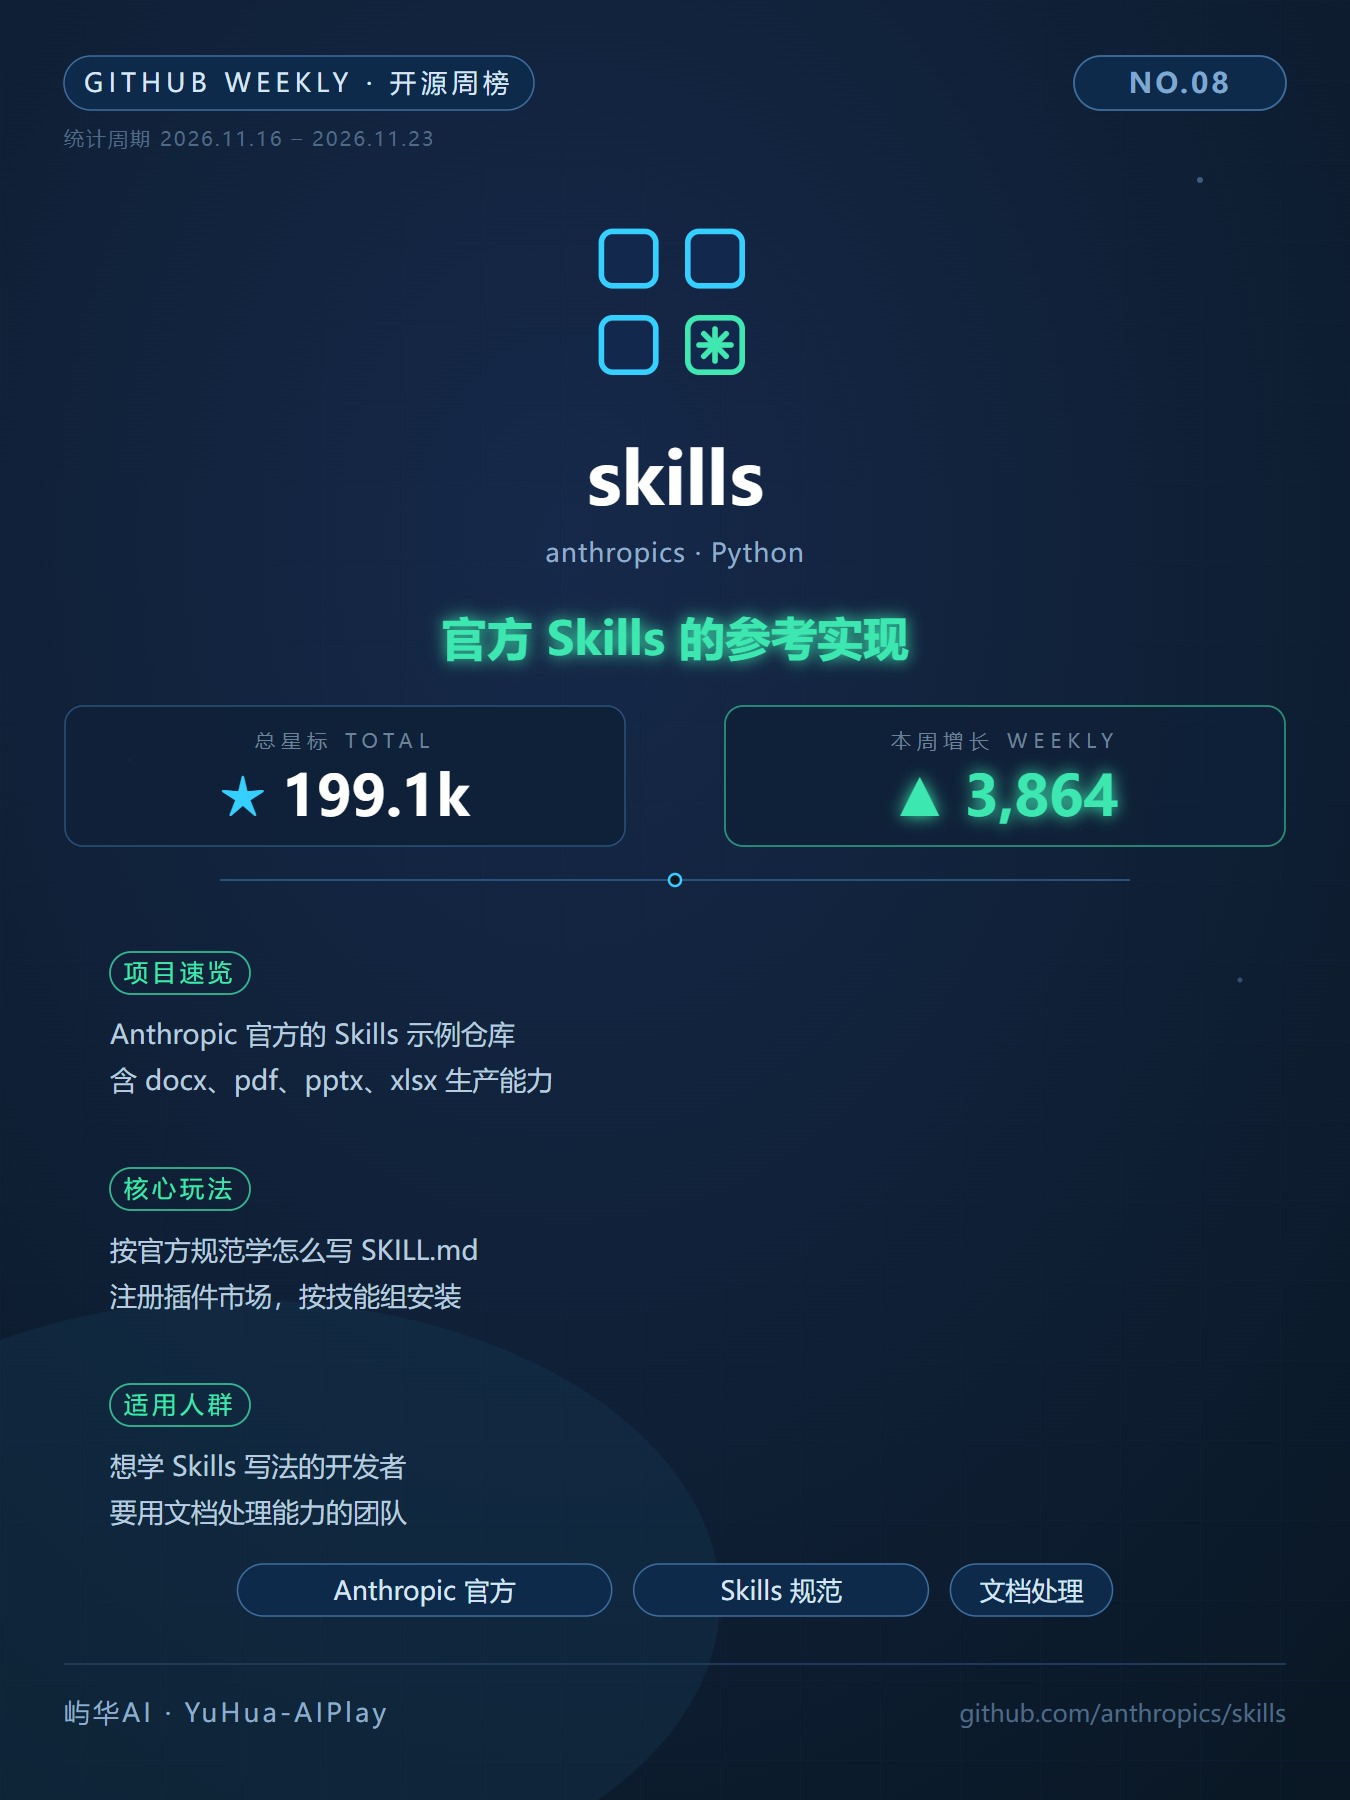 GITHUB WEEKLY · 开源周榜
NO.08
统计周期 2026.11.16 – 2026.11.23
skills
anthropics · Python
官方 Skills 的参考实现
总星标 TOTAL
★ 199.1k
本周增长 WEEKLY
▲ 3,864
项目速览
Anthropic 官方的 Skills 示例仓库
含 docx、pdf、pptx、xlsx 生产能力
核心玩法
按官方规范学怎么写 SKILL.md
注册插件市场，按技能组安装
适用人群
想学 Skills 写法的开发者
要用文档处理能力的团队
Anthropic 官方
Skills 规范
文档处理
屿华AI · YuHua-AIPlay
github.com/anthropics/skills